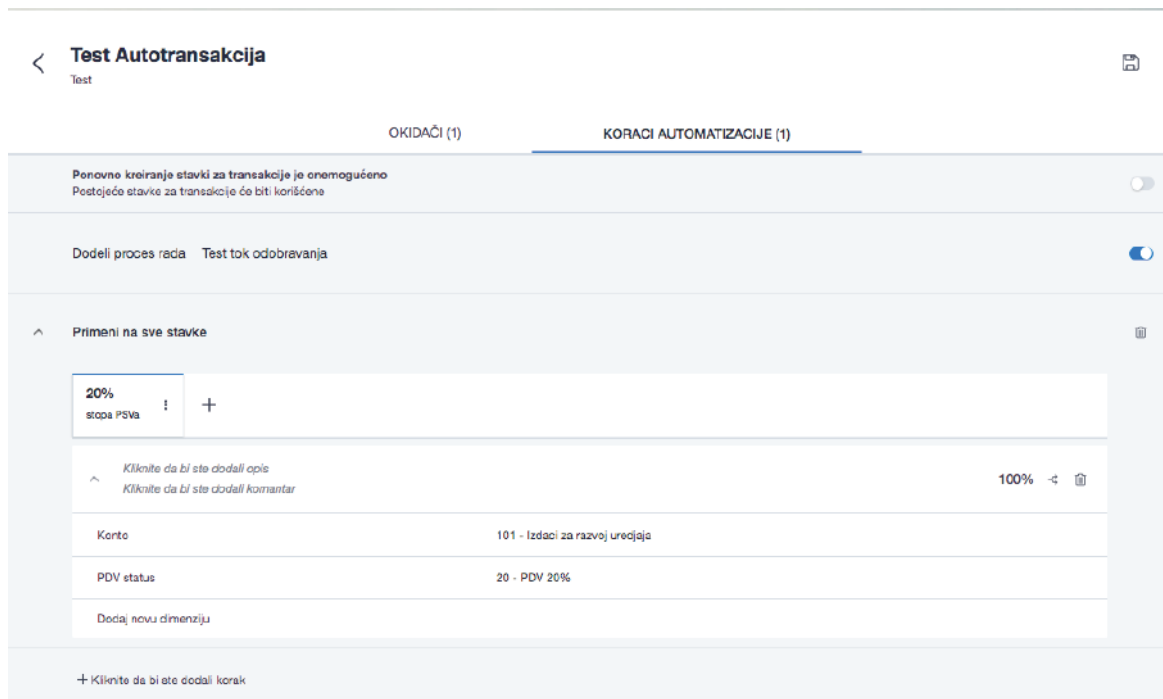 Test Autotransakcija
Test
OKIDAČI (1)
KORACI AUTOMATIZACIJE (1)
Ponovno kreiranje stavki za transakcije je onemogućeno
Postojeće stavke za transakcije će biti korišćene
Dodeli proces rada Test tok odobravanja
Primeni na sve stavke
20%
stopa PSVa
Kliknite da bi ste dodali opis
Kliknite da bi ste dodali komentar
100%
Konto 101 - Izdaci za razvoj uredjaja
PDV status 20 - PDV 20%
Dodaj novu dimenziju
+ Kliknite da bi ste dodali korak